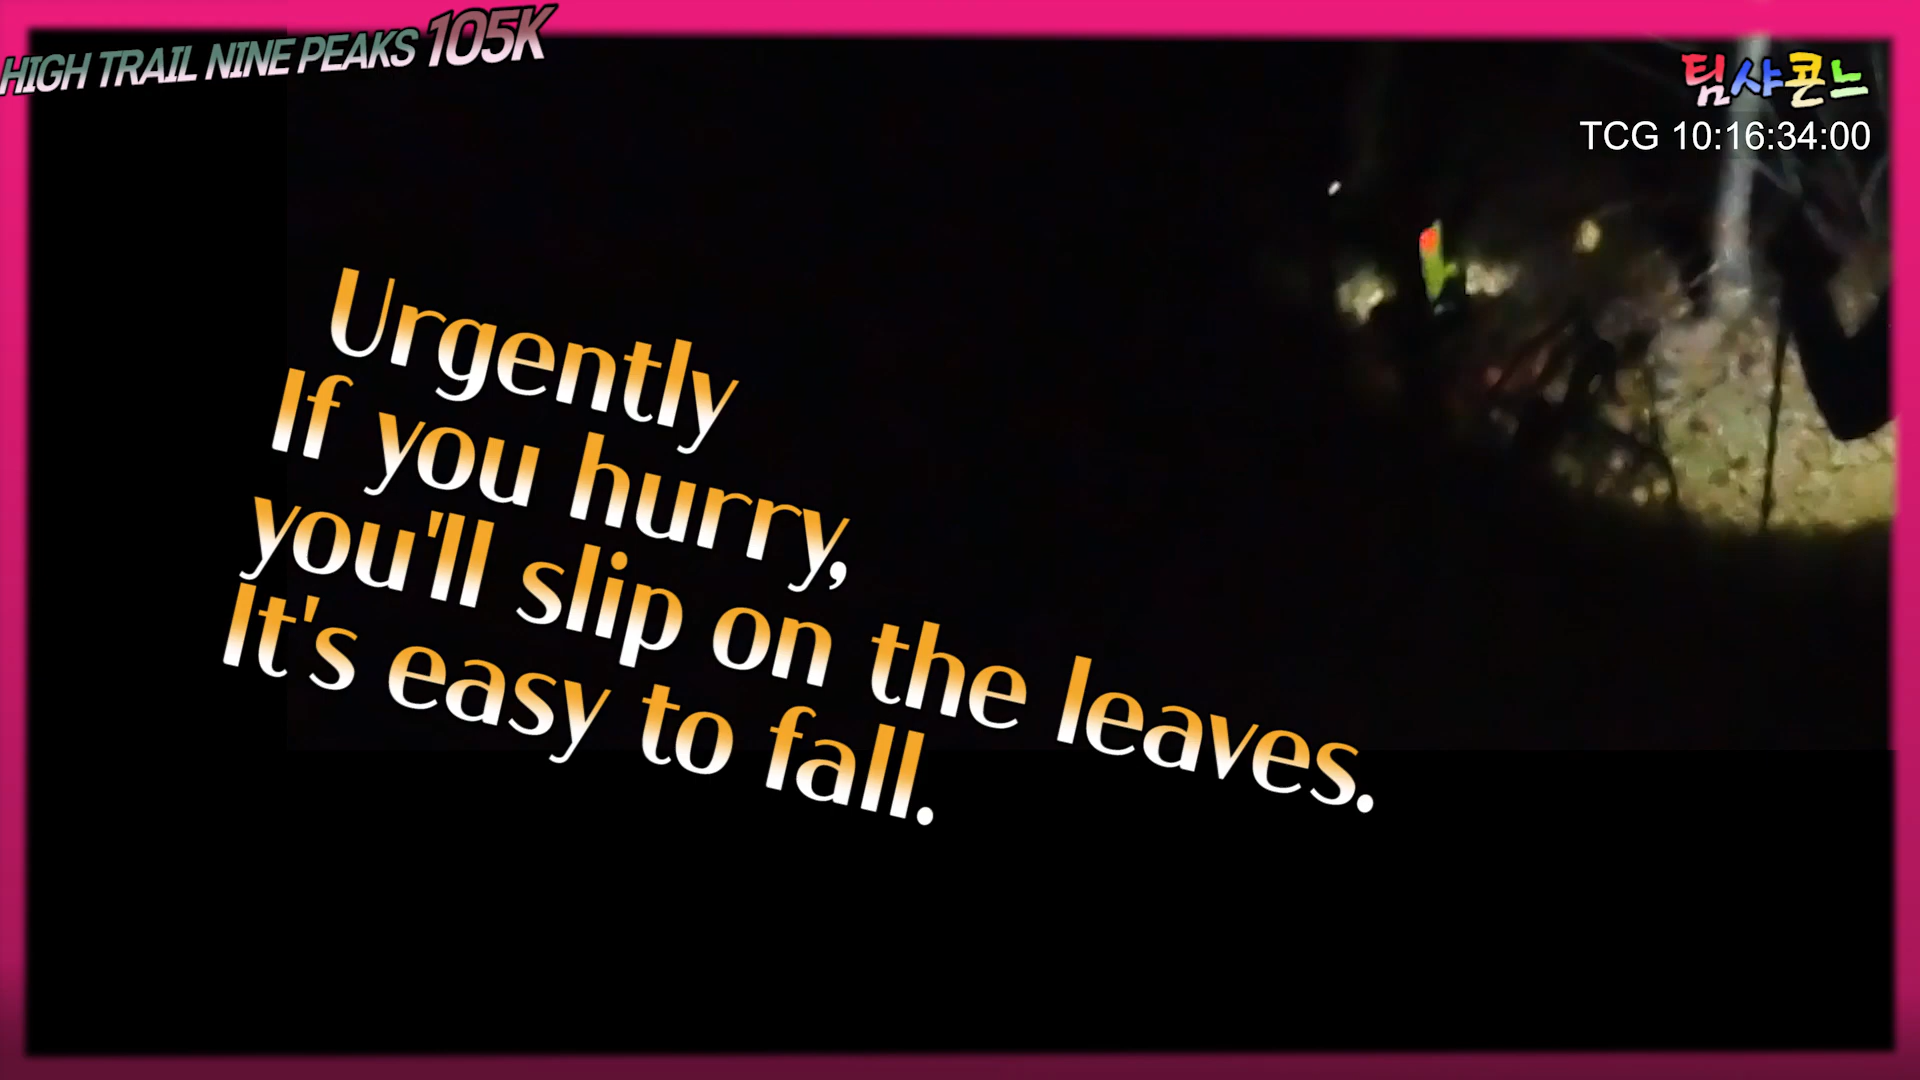 HIGH TRAIL NINE PEAKS 105K
팀샤콘느
TCG 10:16:34:00
Urgently
If you hurry,
you'll slip on the leaves.
It's easy to fall.